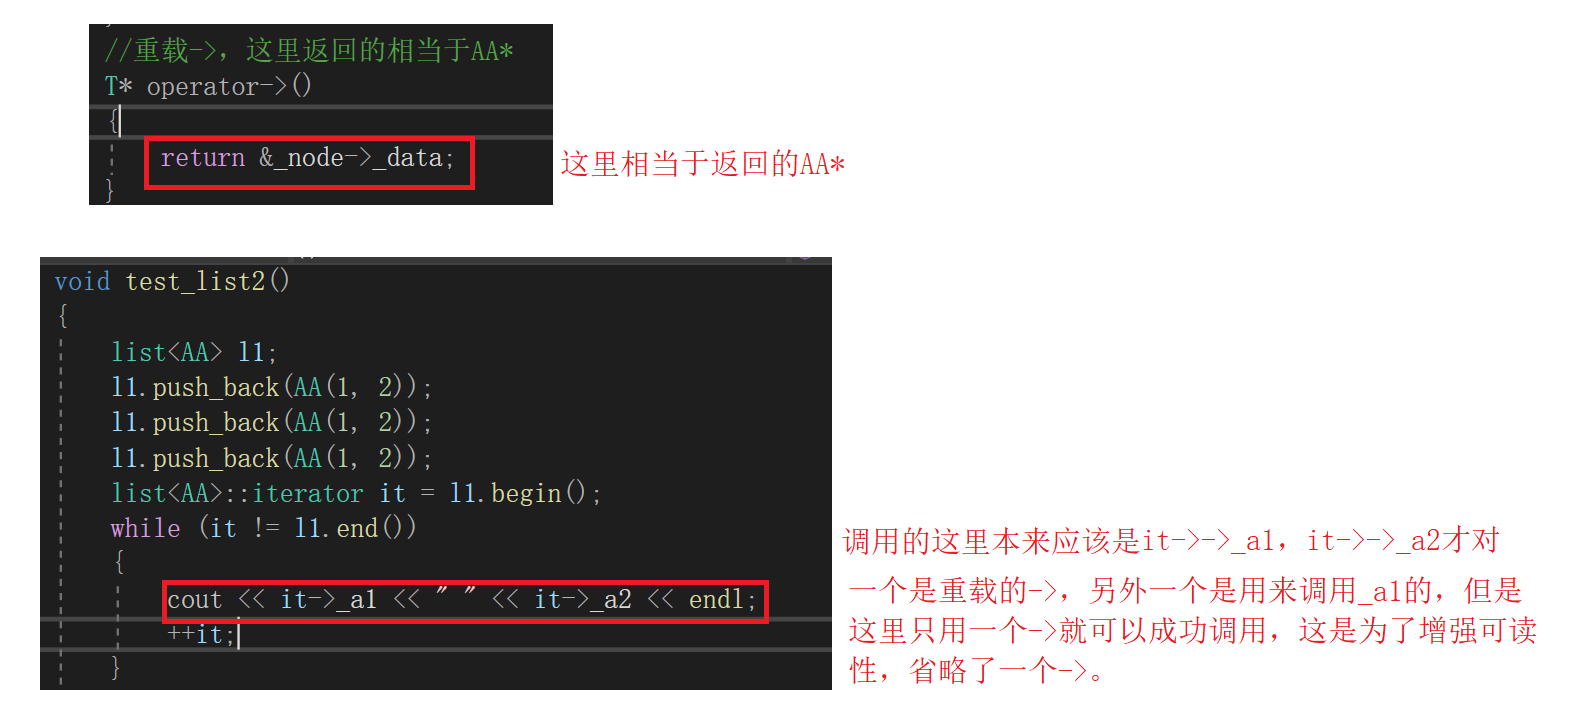 //重载->，这里返回的相当于AA*
T* operator->()
{
return &_node->_data;
}
这里相当于返回的AA*
void test_list2()
{
list<AA> l1;
l1.push_back(AA(1, 2));
l1.push_back(AA(1, 2));
l1.push_back(AA(1, 2));
list<AA>::iterator it = l1.begin();
while (it != l1.end())
{
cout << it->_a1 << " " << it->_a2 << endl;
++it;
}
调用的这里本来应该是it->->_a1，it->->_a2才对
一个是重载的->，另外一个是用来调用_a1的，但是
这里只用一个->就可以成功调用，这是为了增强可读
性，省略了一个->。